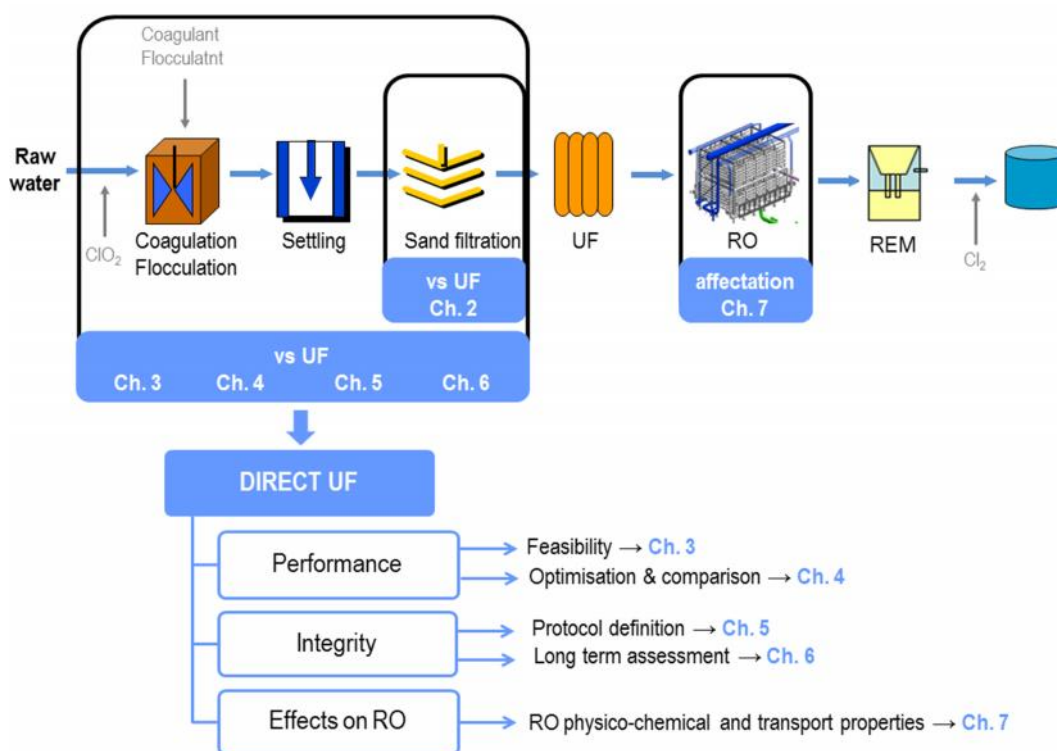 Coagulant
Flocculatnt
Raw
water
ClO₂
Coagulation
Flocculation
Settling
Sand filtration
UF
RO
REM
Cl₂
vs UF
Ch. 2
affectation
Ch. 7
vs UF
Ch. 3 Ch. 4 Ch. 5 Ch. 6
DIRECT UF
Performance
Feasibility → Ch. 3
Optimisation & comparison → Ch. 4
Integrity
Protocol definition → Ch. 5
Long term assessment → Ch. 6
Effects on RO
RO physico-chemical and transport properties → Ch. 7